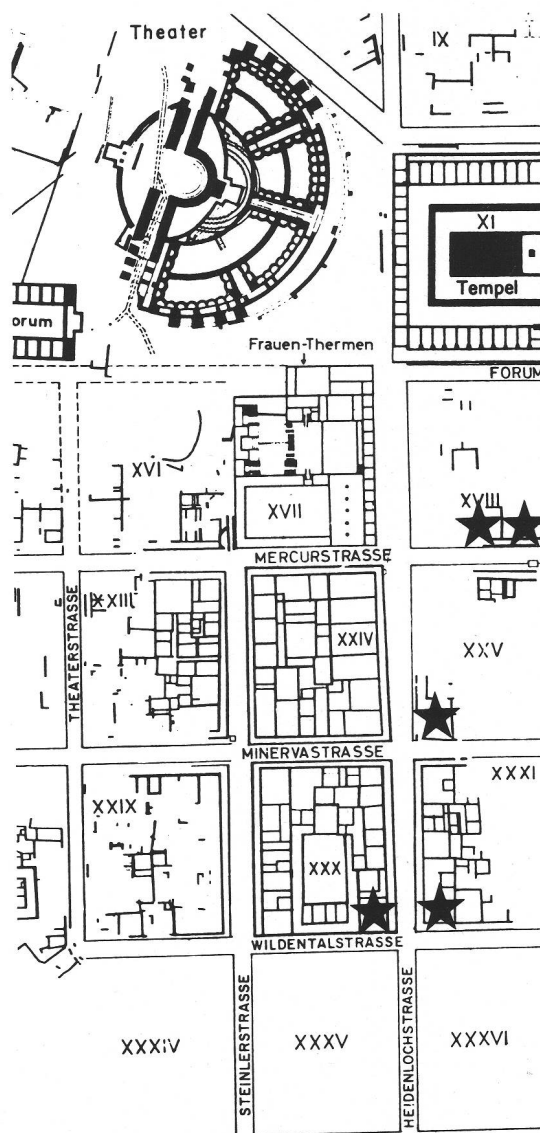 Theater
IX
XI
Tempel
orum
Frauen-Thermen
FORUM
XVI
XVII
XVIII
MERCURSTRASSE
THEATERSTRASSE
XXIII
XXIV
XXV
MINERVASTRASSE
XXIX
XXX
XXXI
WILDENTALSTRASSE
STEINLERSTRASSE
HEIDENLOCHSTRASSE
XXXIV
XXXV
XXXVI